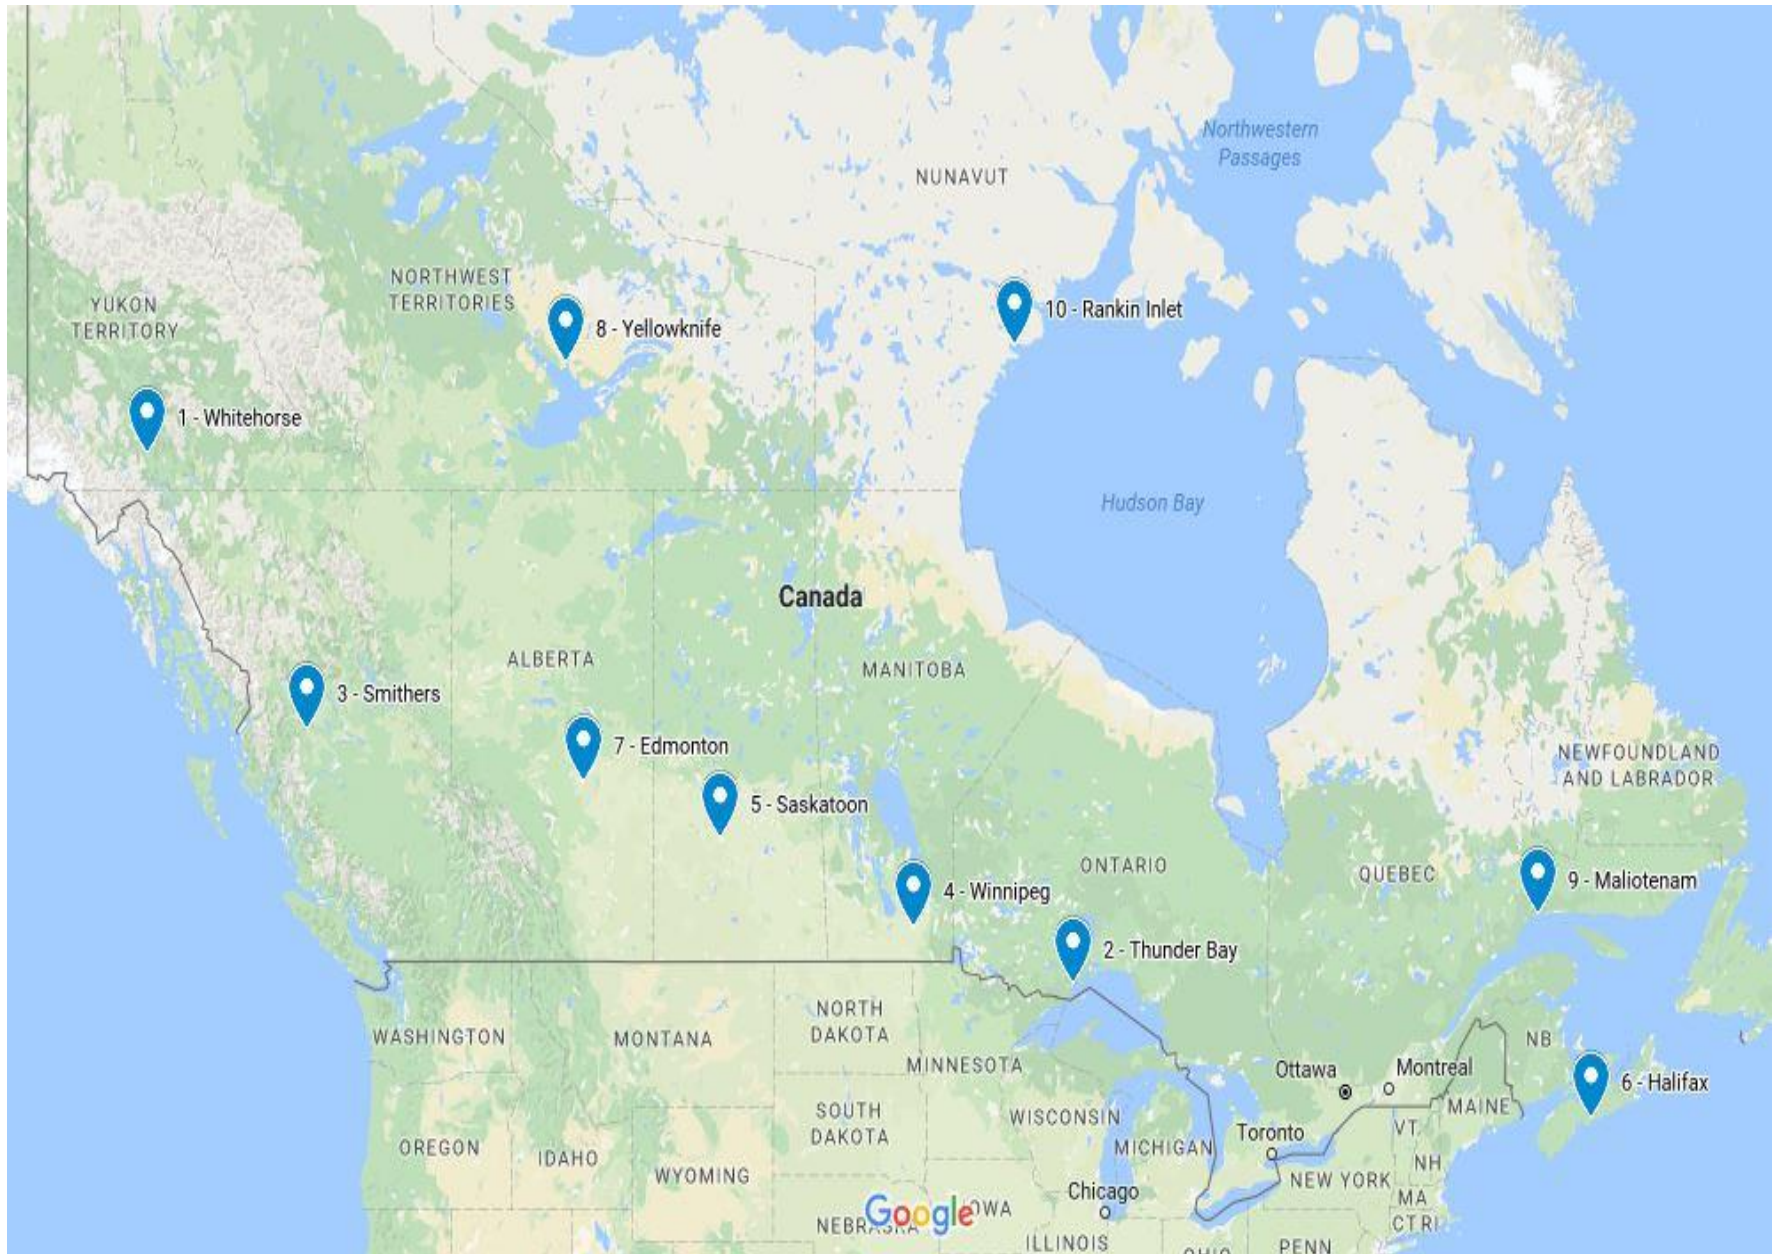 Northwestern
Passages
NUNAVUT
NORTHWEST
TERRITORIES
YUKON
TERRITORY
10 - Rankin Inlet
8 - Yellowknife
1 - Whitehorse
Hudson Bay
Canada
ALBERTA
MANITOBA
3 - Smithers
7 - Edmonton
NEWFOUNDLAND
AND LABRADOR
5 - Saskatoon
ONTARIO
QUEBEC
9 - Maliotenam
4 - Winnipeg
2 - Thunder Bay
NORTH
DAKOTA
WASHINGTON
MONTANA
NB
MINNESOTA
Ottawa
Montreal
6 - Halifax
SOUTH
DAKOTA
WISCONSIN
MAINE
OREGON
IDAHO
MICHIGAN
Toronto
VT
NH
WYOMING
NEW YORK
Chicago
MA
CT RI
Google
ILLINOIS
PENN